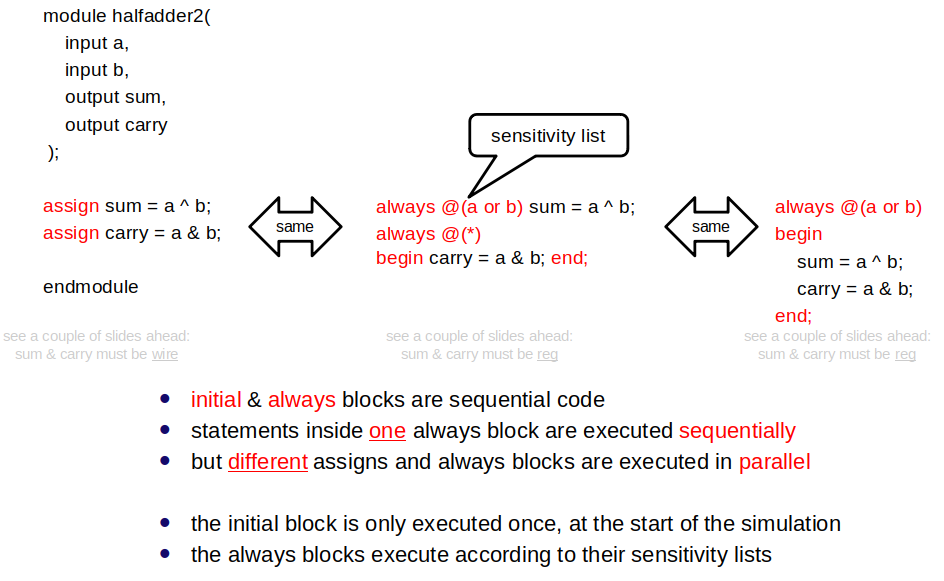 module halfadder2(
input a,
input b,
output sum,
output carry
);
assign sum = a ^ b;
assign carry = a & b;
endmodule
see a couple of slides ahead:
sum & carry must be wire
same
sensitivity list
always @(a or b) sum = a ^ b;
always @(*)
begin carry = a & b; end;
see a couple of slides ahead:
sum & carry must be reg
same
always @(a or b)
begin
sum = a ^ b;
carry = a & b;
end;
see a couple of slides ahead:
sum & carry must be reg
• initial & always blocks are sequential code
• statements inside one always block are executed sequentially
• but different assigns and always blocks are executed in parallel
• the initial block is only executed once, at the start of the simulation
• the always blocks execute according to their sensitivity lists